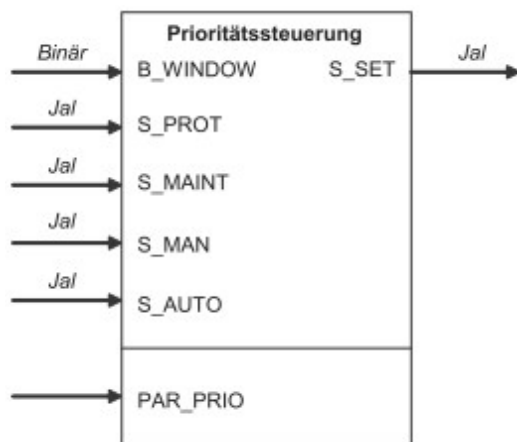 Prioritätssteuerung
Binär
B_WINDOW
S_SET
Jal
Jal
S_PROT
Jal
S_MAINT
Jal
S_MAN
Jal
S_AUTO
PAR_PRIO